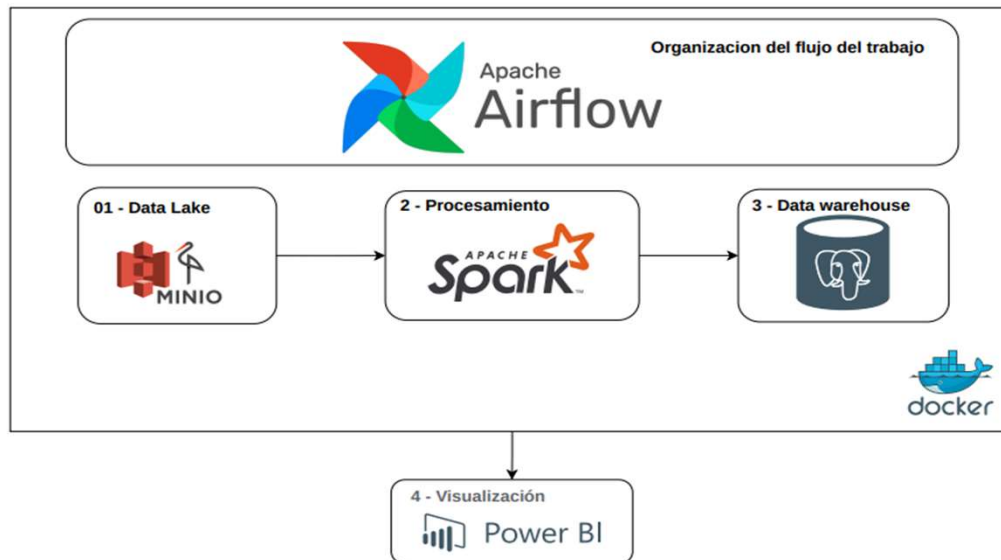 Organizacion del flujo del trabajo
Apache
Airflow
01 - Data Lake
MINIO
2 - Procesamiento
APACHE
Spark™
3 - Data warehouse
docker
4 - Visualización
Power BI